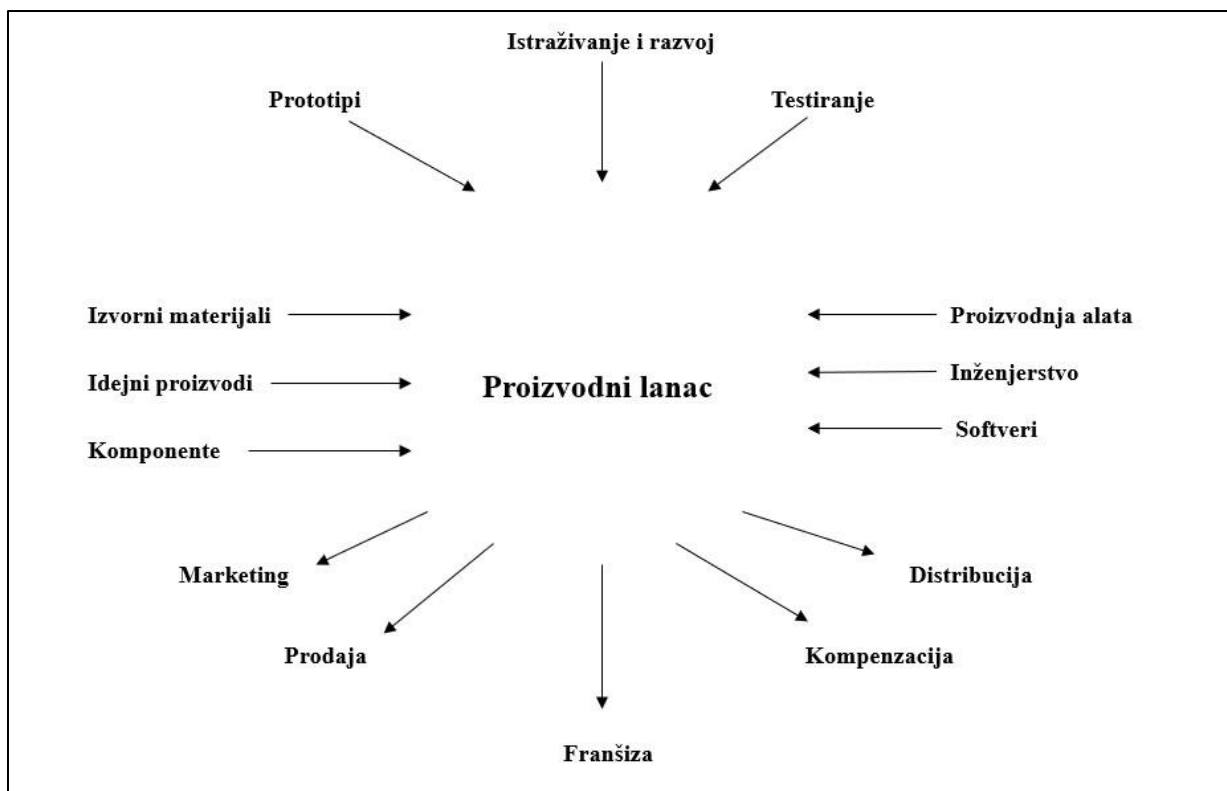 Istraživanje i razvoj
Prototipi
Testiranje
Izvorni materijali
Proizvodnja alata
Idejni proizvodi
Proizvodni lanac
Inženjerstvo
Komponente
Softveri
Marketing
Distribucija
Prodaja
Kompenzacija
Franšiza